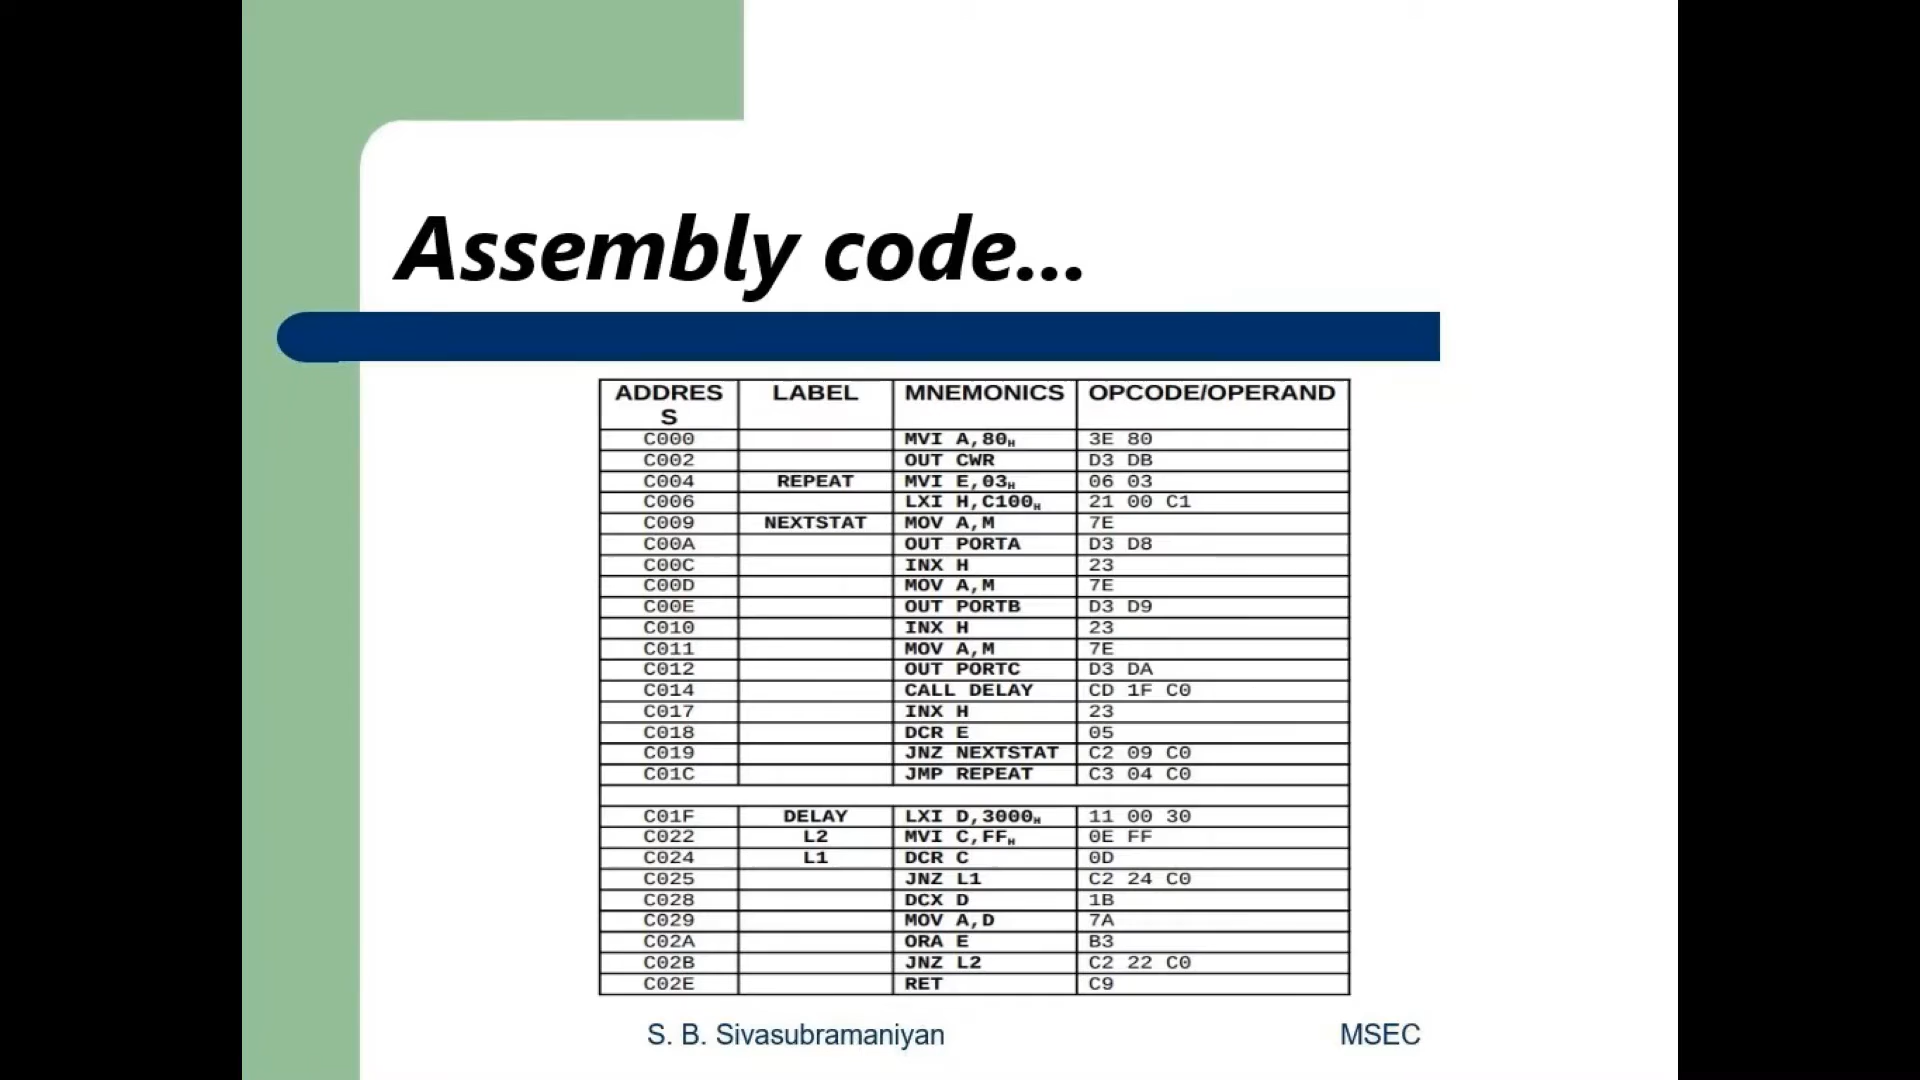 Assembly code...
ADDRES
S LABEL MNEMONICS OPCODE/OPERAND
C000 MVI A,80H 3E 80
C002 OUT CWR D3 DB
C004 REPEAT MVI E,03H 06 03
C006 LXI H,C100H 21 00 C1
C009 NEXTSTAT MOV A,M 7E
C00A OUT PORTA D3 D8
C00C INX H 23
C00D MOV A,M 7E
C00E OUT PORTB D3 D9
C010 INX H 23
C011 MOV A,M 7E
C012 OUT PORTC D3 DA
C014 CALL DELAY CD 1F C0
C017 INX H 23
C018 DCR E 05
C019 JNZ NEXTSTAT C2 09 C0
C01C JMP REPEAT C3 04 C0
C01F DELAY LXI D,3000H 11 00 30
C022 L2 MVI C,FFH 0E FF
C024 L1 DCR C 0D
C025 JNZ L1 C2 24 C0
C028 DCX D 1B
C029 MOV A,D 7A
C02A ORA E B3
C02B JNZ L2 C2 22 C0
C02E RET C9
S. B. Sivasubramaniyan MSEC